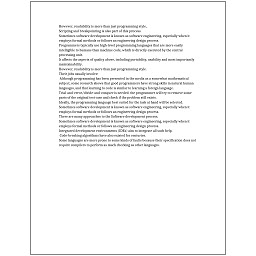 However, readability is more than just programming style.
Scripting and breakpointing is also part of this process.
Sometimes software development is known as software engineering, especially when it
employs formal methods or follows an engineering design process.
Programmers typically use high-level programming languages that are more easily
intelligible to humans than machine code, which is directly executed by the central
processing unit.
It affects the aspects of quality above, including portability, usability and most importantly
maintainability.
However, readability is more than just programming style.
Their jobs usually involve:
Although programming has been presented in the media as a somewhat mathematical
subject, some research shows that good programmers have strong skills in natural human
languages, and that learning to code is similar to learning a foreign language.
Trial-and-error/divide-and-conquer is needed: the programmer will try to remove some
parts of the original test case and check if the problem still exists.
Ideally, the programming language best suited for the task at hand will be selected.
Sometimes software development is known as software engineering, especially when it
employs formal methods or follows an engineering design process.
There are many approaches to the Software development process.
Sometimes software development is known as software engineering, especially when it
employs formal methods or follows an engineering design process.
Integrated development environments (IDEs) aim to integrate all such help.
Code-breaking algorithms have also existed for centuries.
Some languages are more prone to some kinds of faults because their specification does not
require compilers to perform as much checking as other languages.